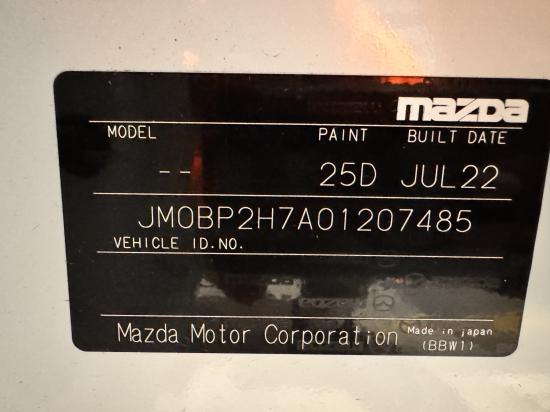 mazda
MODEL PAINT BUILT DATE
-- 25D JUL22
JM0BP2H7A01207485
VEHICLE ID.NO.
Mazda Motor Corporation Made in japan
(BBW1)